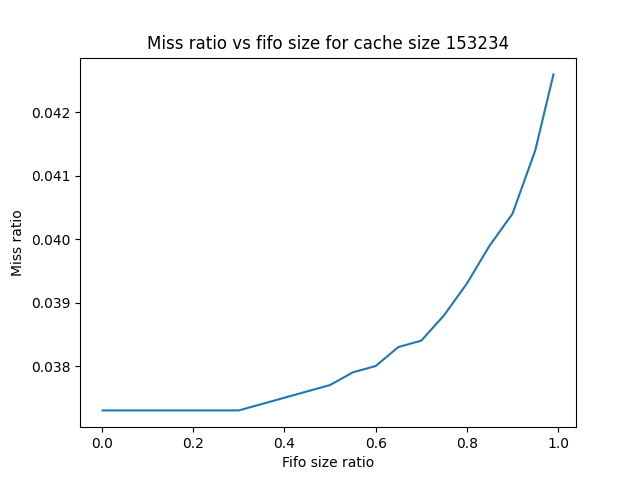 Miss ratio vs fifo size for cache size 153234
0.042
0.041
0.040
0.039
0.038
Miss ratio
0.0 0.2 0.4 0.6 0.8 1.0
Fifo size ratio